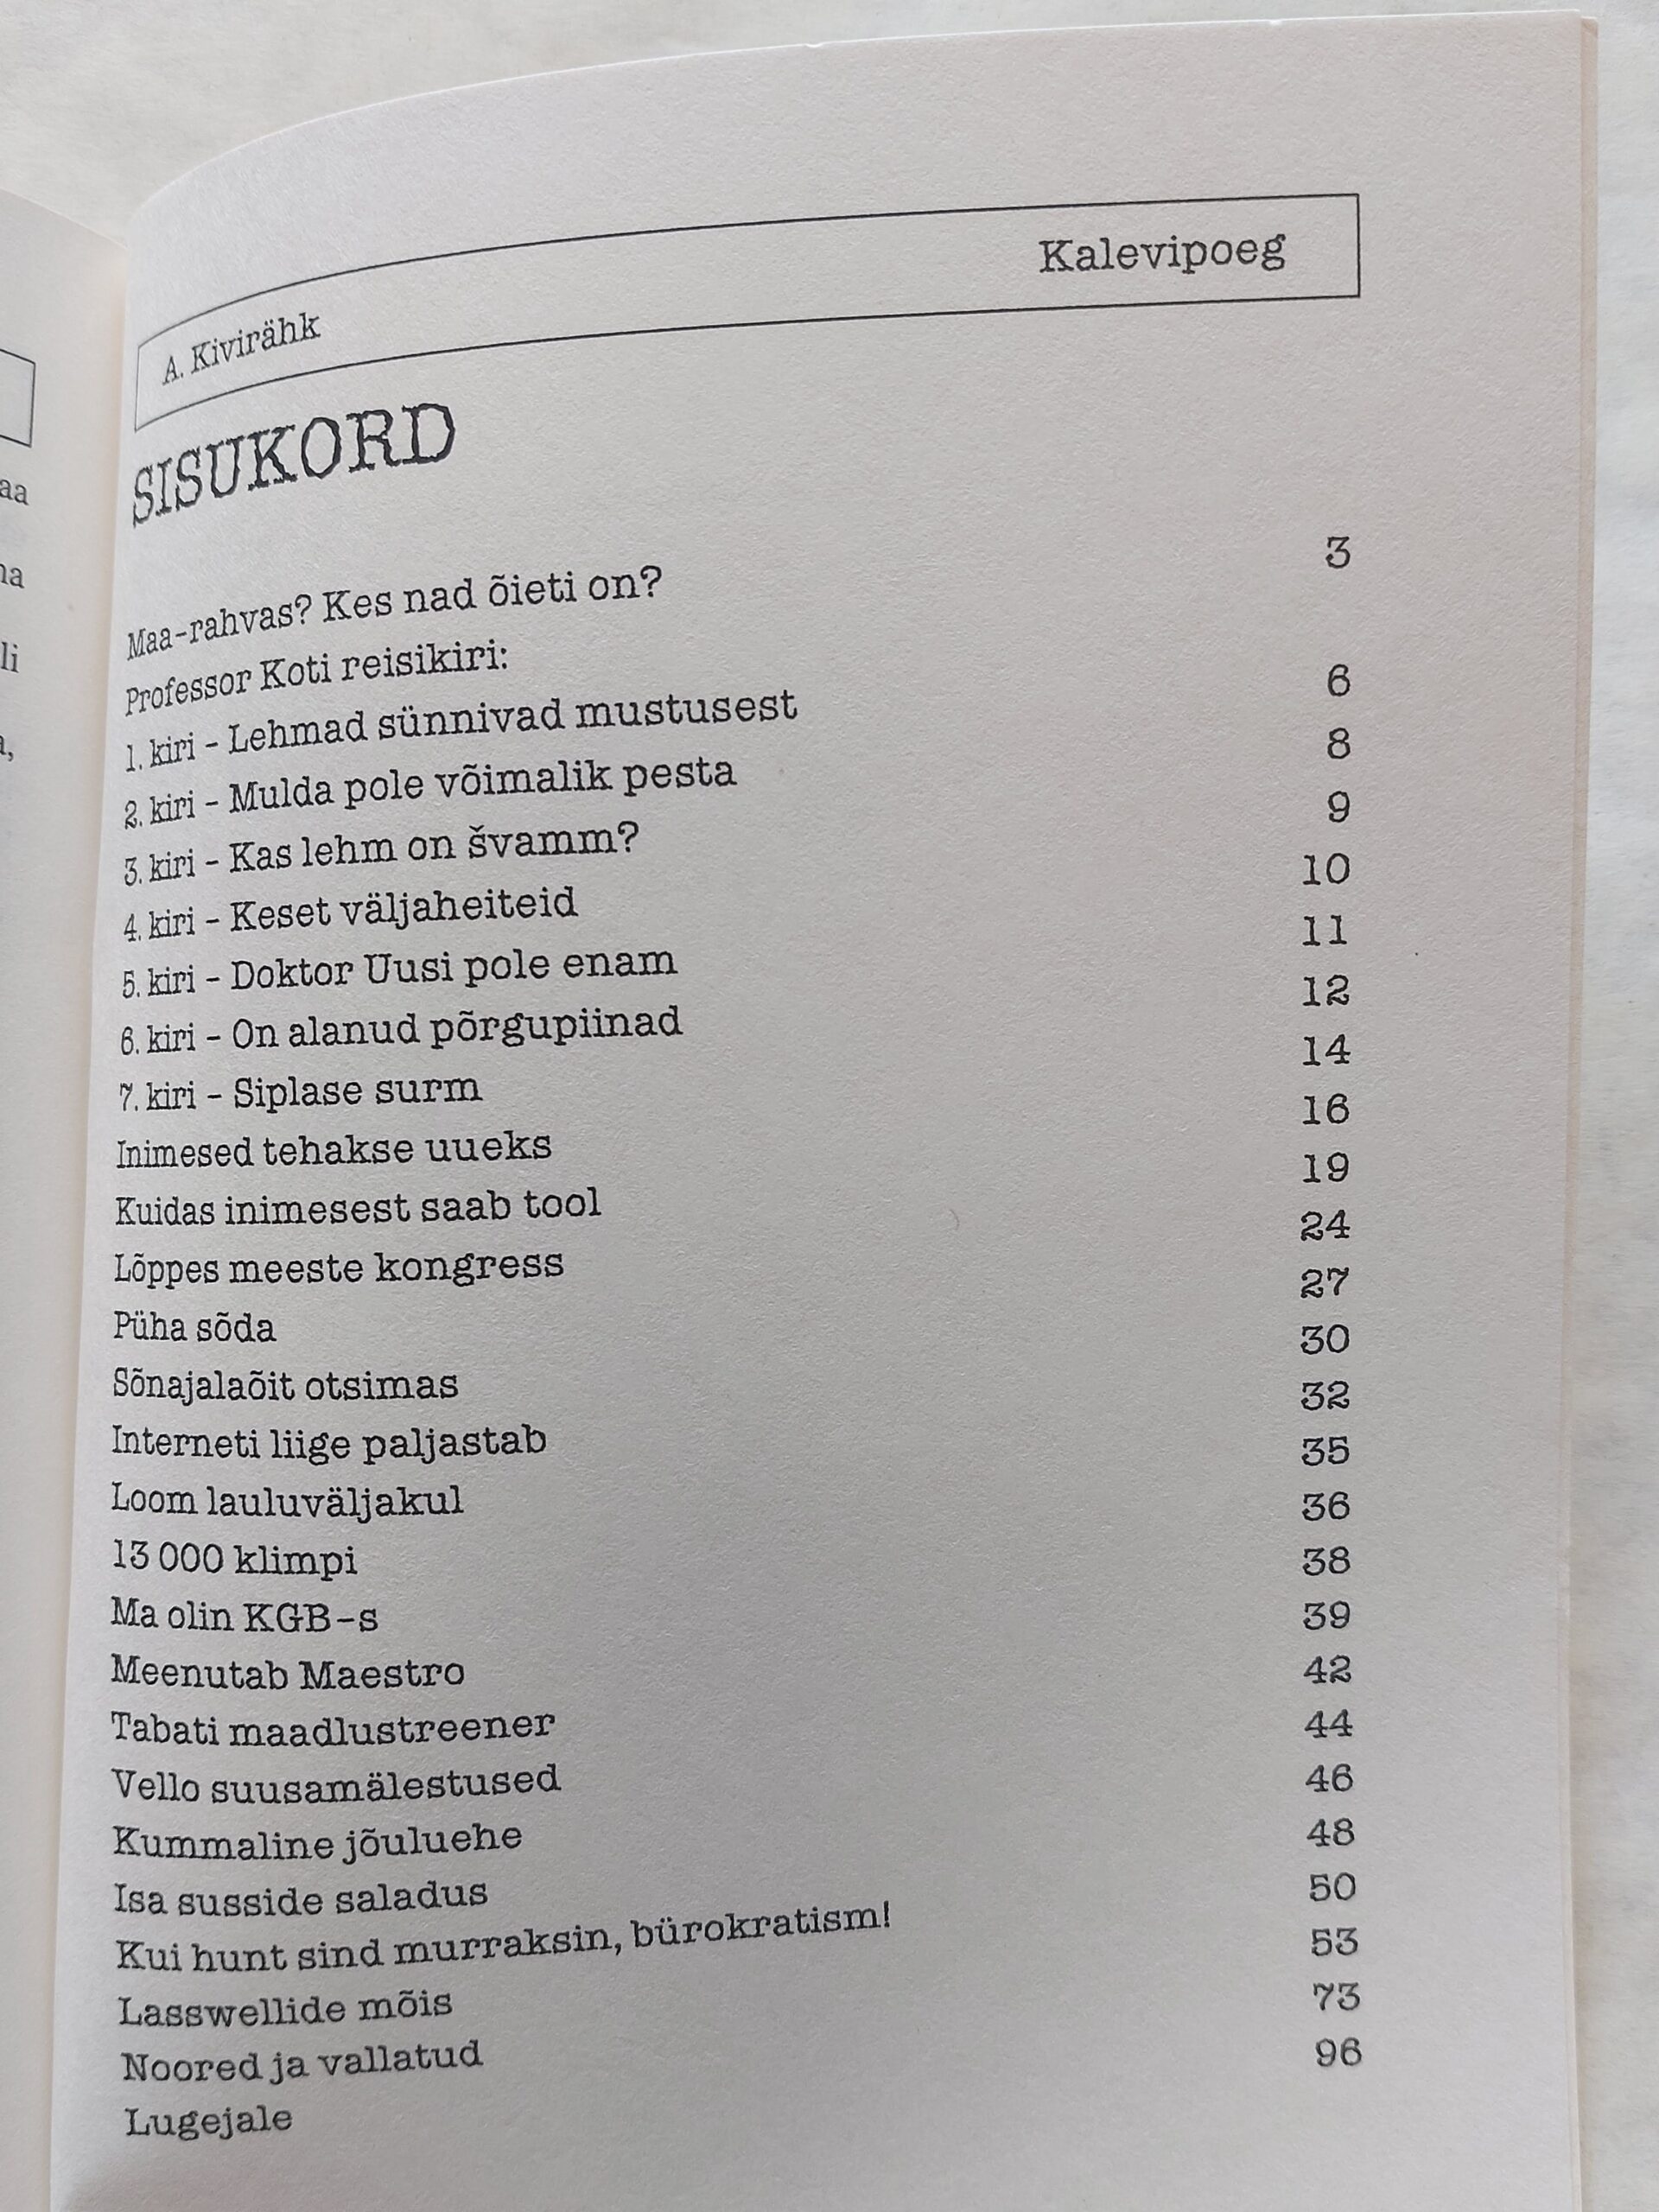 A. Kivirähk Kalevipoeg
SISUKORD
Maa-rahvas? Kes nad õieti on? 3
Professor Koti reisikiri:
1. kiri - Lehmad sünnivad mustusest 6
2. kiri - Mulda pole võimalik pesta 8
3. kiri - Kas lehm on švamm? 9
4. kiri - Keset väljaheiteid 10
5. kiri - Doktor Uusi pole enam 11
6. kiri - On alanud põrgupiinad 12
7. kiri - Siplase surm 14
Inimesed tehakse uueks 16
Kuidas inimesest saab tool 19
Lõppes meeste kongress 24
Püha sõda 27
Sõnajalaõit otsimas 30
Interneti liige paljastab 32
Loom lauluväljakul 35
13 000 klimpi 36
Ma olin KGB-s 38
Meenutab Maestro 39
Tabati maadlustreener 42
Vello suusamälestused 44
Kummaline jõuluehe 46
Isa susside saladus 48
Kui hunt sind murraksin, bürokratism! 50
Lasswellide mõis 53
Noored ja vallatud 73
Lugejale 96